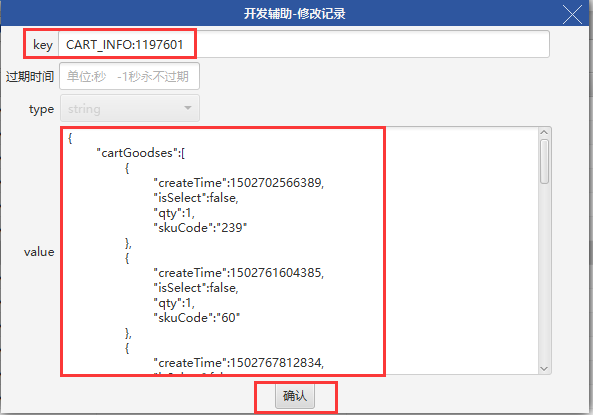 开发辅助-修改记录
key CART_INFO:1197601
过期时间 单位:秒 -1秒永不过期
type string
value
{
"cartGoodses":[
{
"createTime":1502702566389,
"isSelect":false,
"qty":1,
"skuCode":"239"
},
{
"createTime":1502761604385,
"isSelect":false,
"qty":1,
"skuCode":"60"
},
{
"createTime":1502767812834,
确认